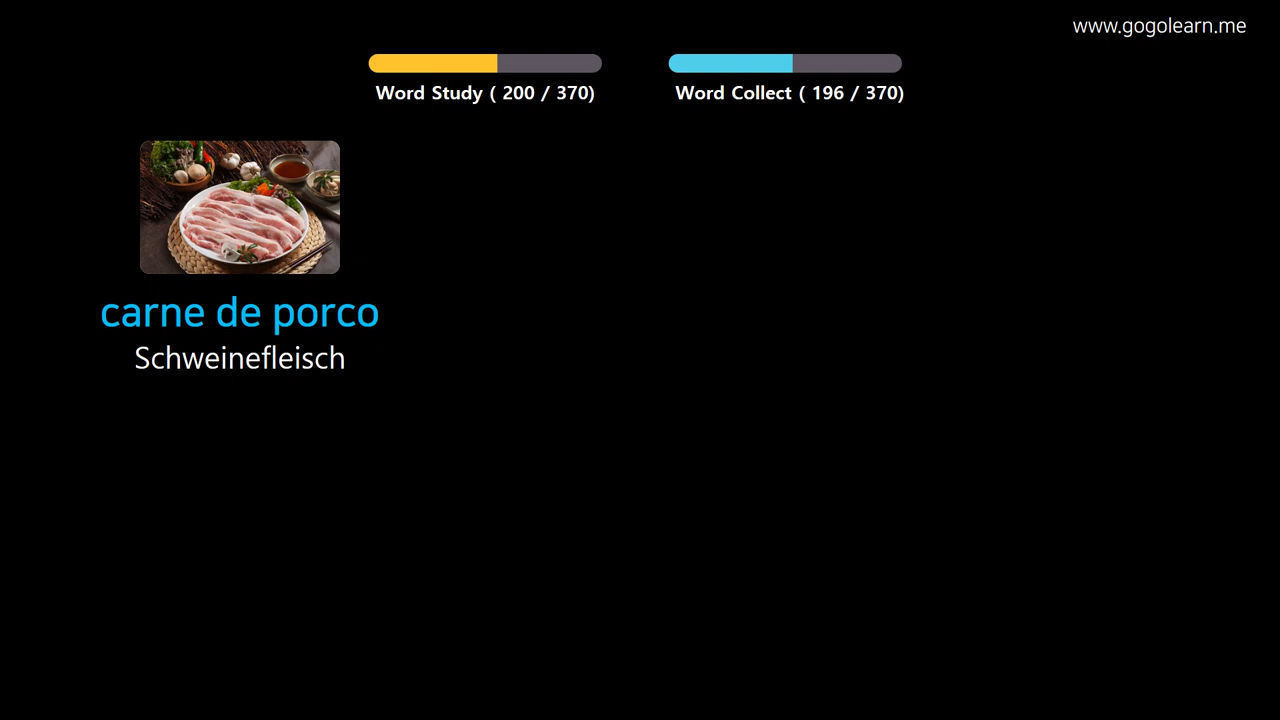 www.gogolearn.me
Word Study ( 200 / 370)
Word Collect ( 196 / 370)
carne de porco
Schweinefleisch